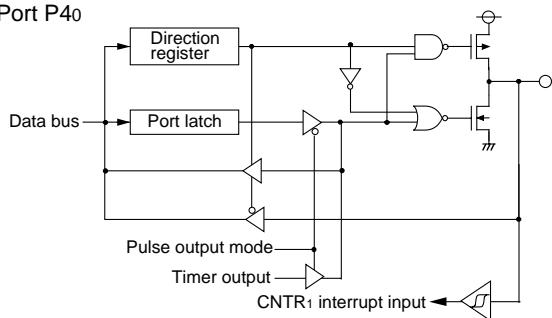 Port P40
Direction
register
Data bus
Port latch
Pulse output mode
Timer output
CNTR1 interrupt input